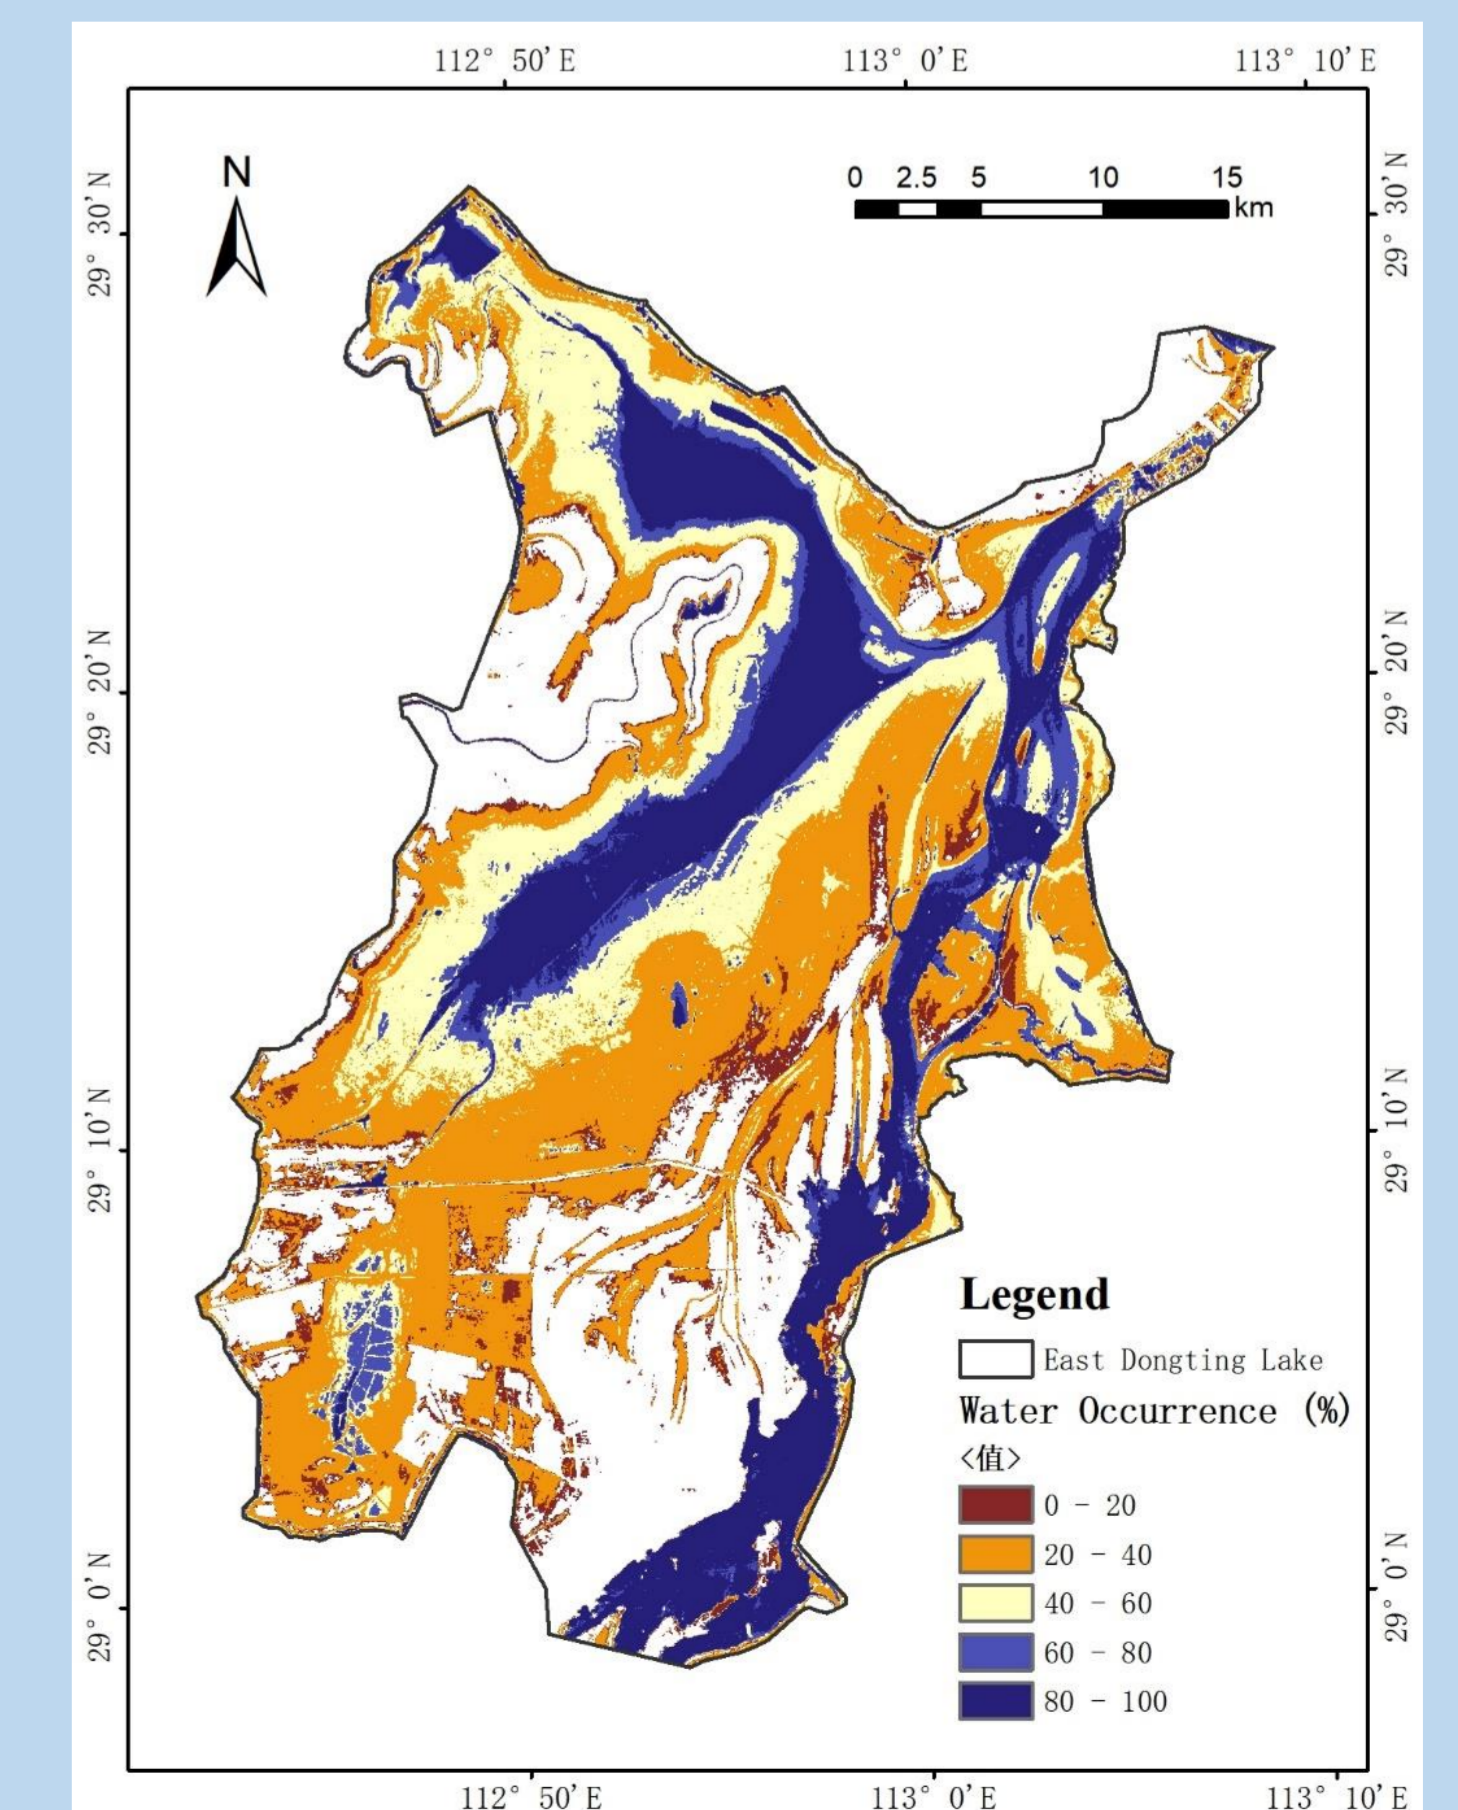 112° 50'E 113° 0'E 113° 10'E
N
0 2.5 5 10 15
km
29° 30'N
29° 30'N
29° 20'N
29° 20'N
29° 10'N
29° 10'N
29° 0'N
29° 0'N
Legend
East Dongting Lake
Water Occurrence (%)
<值>
0 - 20
20 - 40
40 - 60
60 - 80
80 - 100
112° 50'E 113° 0'E 113° 10'E